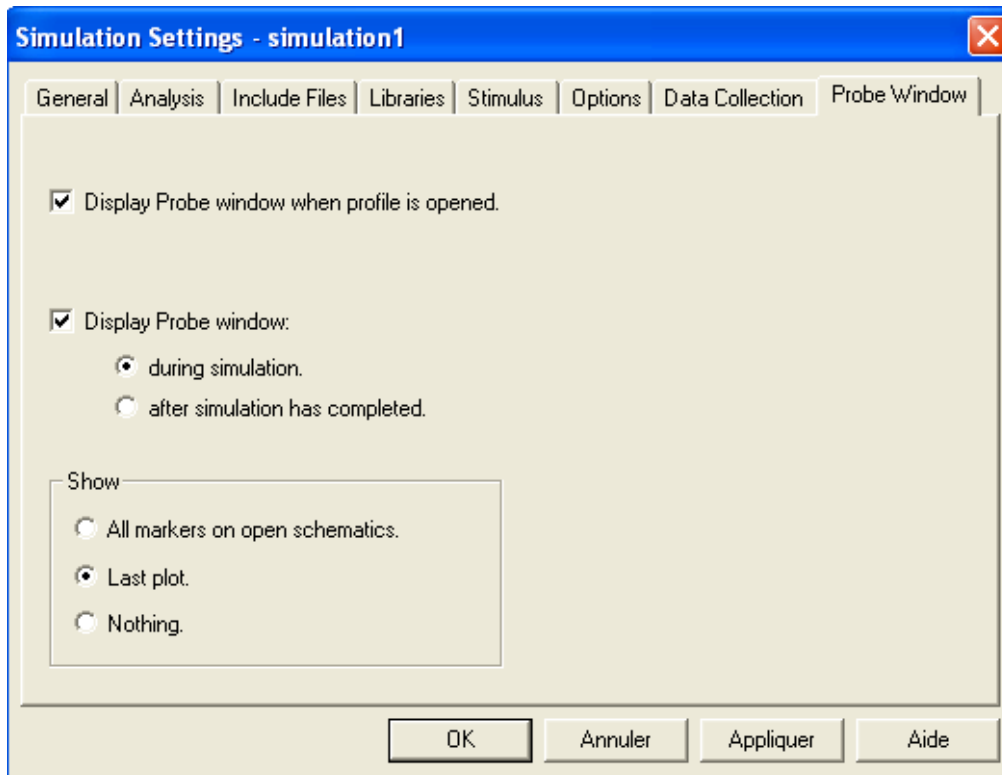 Simulation Settings - simulation1
General Analysis Include Files Libraries Stimulus Options Data Collection Probe Window
Display Probe window when profile is opened.
Display Probe window:
during simulation.
after simulation has completed.
Show
All markers on open schematics.
Last plot.
Nothing.
OK Annuler Appliquer Aide